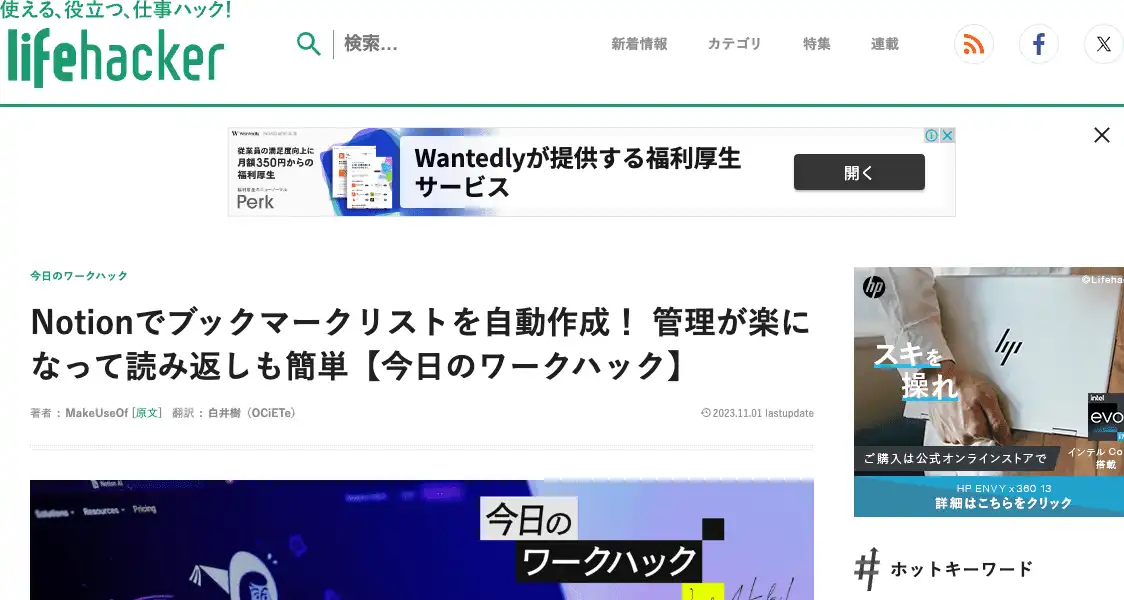 使える、役立つ、仕事ハック!
lifehacker
検索...
新着情報 カテゴリ 特集 連載
Wantedly
従業員の満足度向上に
月額350円からの
福利厚生
Perk
Wantedlyが提供する福利厚生
サービス
開く
今日のワークハック
Notionでブックマークリストを自動作成！ 管理が楽に
なって読み返しも簡単【今日のワークハック】
著者：MakeUseOf [原文] 翻訳：白井樹（OCiETe）
2023.11.01 lastupdate
hp
©Lifeha
スキを
操れ
hp
intel
evo
ご購入は公式オンラインストアで
インテル Co
搭載
HP ENVY x360 13
詳細はこちらをクリック
Notion AI
Solutions Resources Pricing
今日の
ワークハック
# ホットキーワード